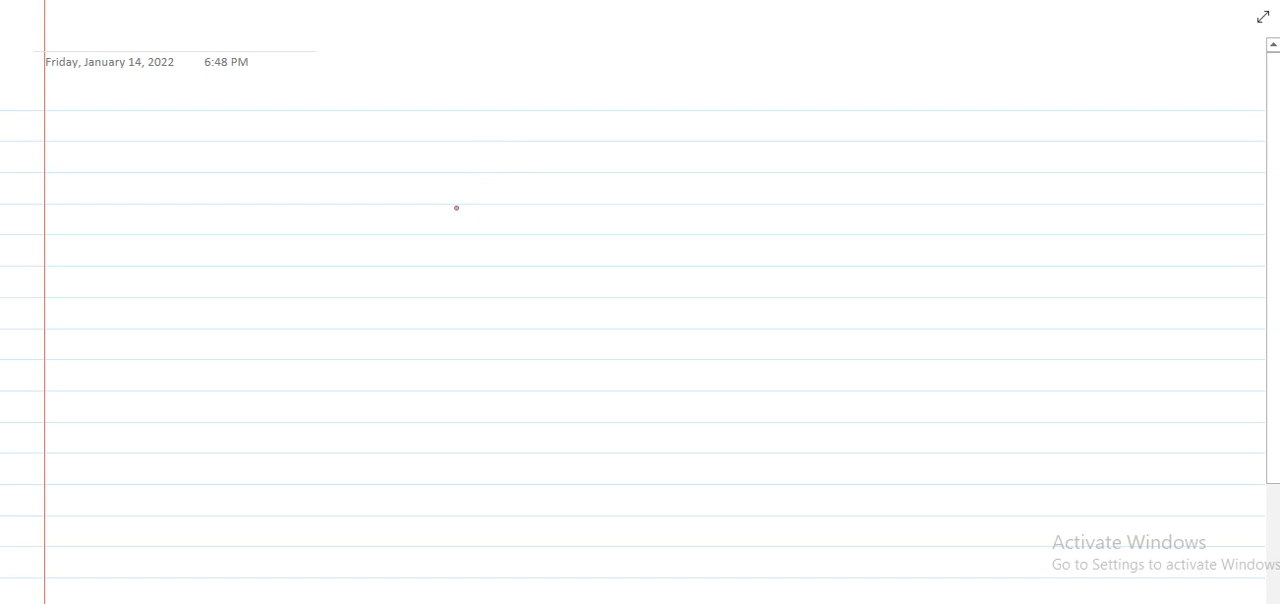 Friday, January 14, 2022 6:48 PM
Activate Windows
Go to Settings to activate Windows